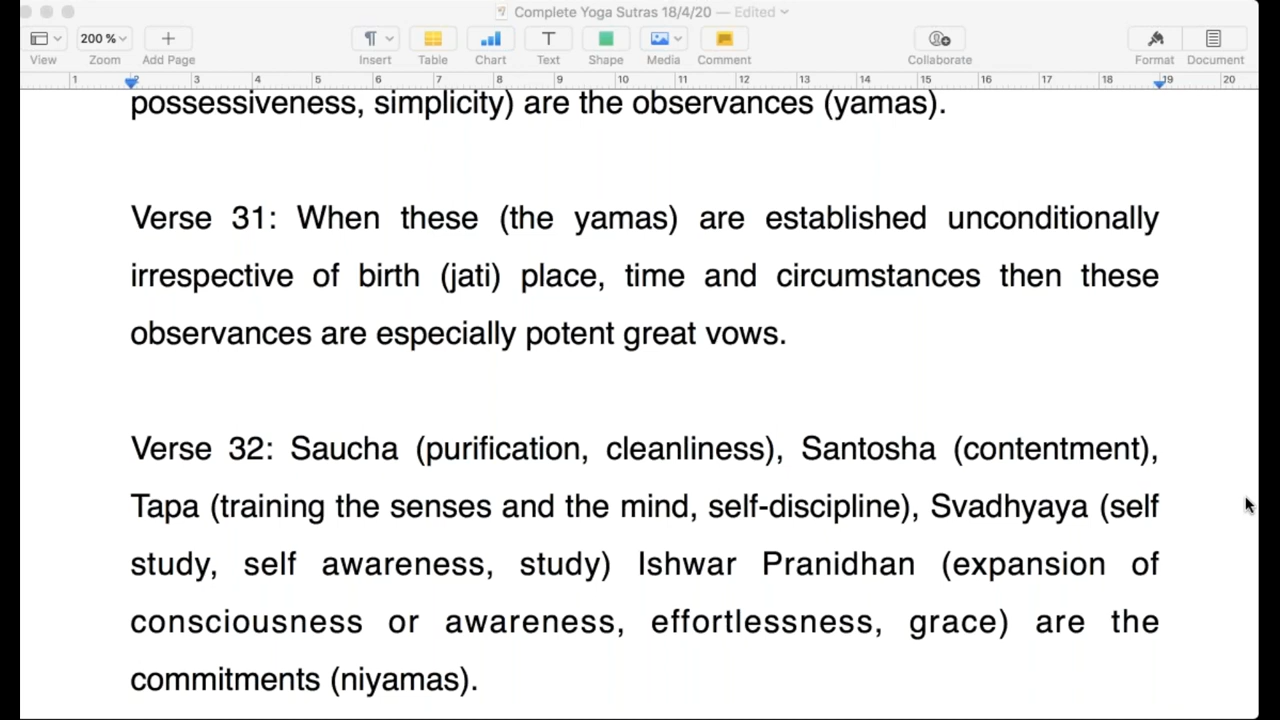 Complete Yoga Sutras 18/4/20 — Edited
200 %
View Zoom Add Page Insert Table Chart Text Shape Media Comment Collaborate Format Document
1 2 3 4 5 6 7 8 9 10 11 12 13 14 15 16 17 18 19 20
possessiveness, simplicity) are the observances (yamas).
Verse 31: When these (the yamas) are established unconditionally
irrespective of birth (jati) place, time and circumstances then these
observances are especially potent great vows.
Verse 32: Saucha (purification, cleanliness), Santosha (contentment),
Tapa (training the senses and the mind, self-discipline), Svadhyaya (self
study, self awareness, study) Ishwar Pranidhan (expansion of
consciousness or awareness, effortlessness, grace) are the
commitments (niyamas).